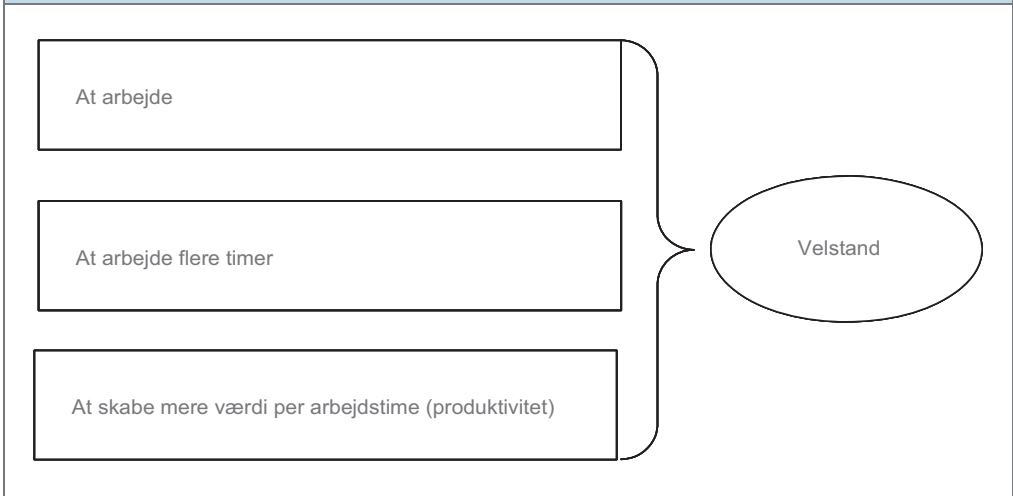 At arbejde
At arbejde flere timer
Velstand
At skabe mere værdi per arbejdstime (produktivitet)